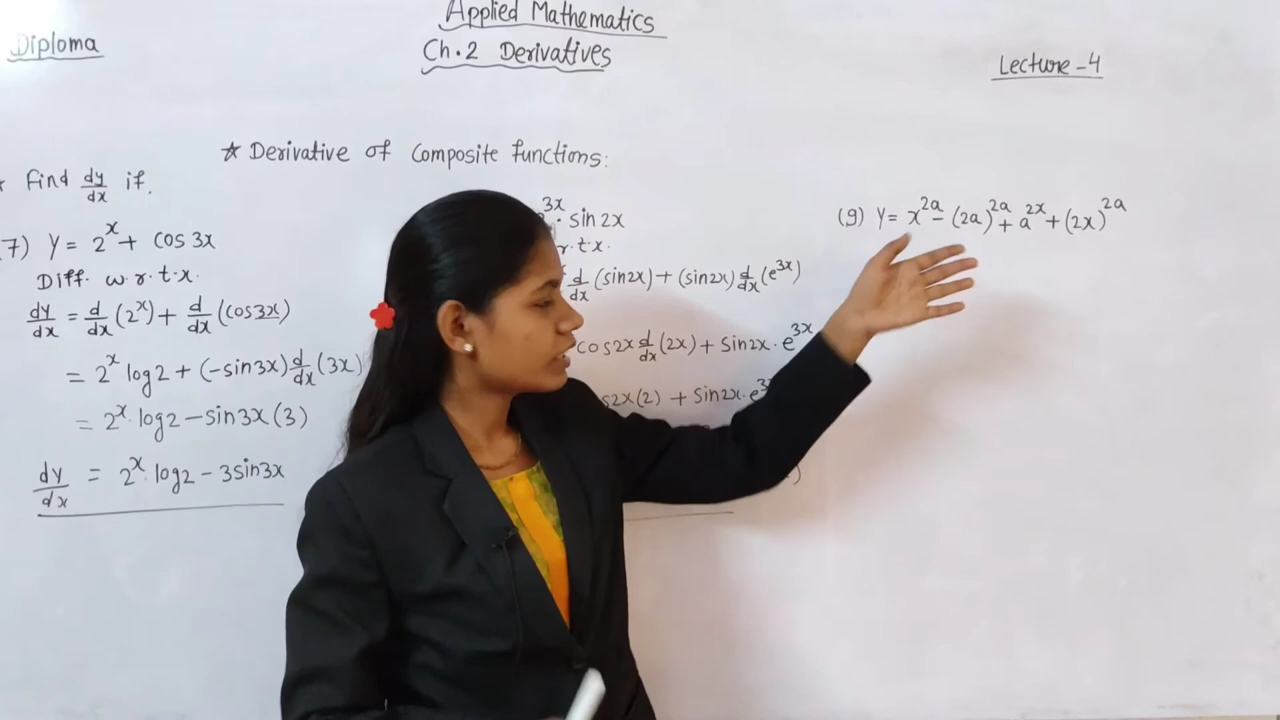 Applied Mathematics
Diploma
Ch.2 Derivatives
Lecture-4
* Derivative of Composite functions:
* Find dy/dx if.
(7) y = 2^x + cos 3x
Diff. w.r.t.x.
dy/dx = d/dx (2^x) + d/dx (cos3x)
= 2^x log2 + (-sin3x) d/dx (3x)
= 2^x. log2 - sin3x (3)
dy/dx = 2^x. log2 - 3sin3x
3x . sin 2x
r.t.x.
d/dx (sin2x) + (sin2x) d/dx (e^3x)
cos2x d/dx (2x) + sin2x. e^3x
s2x (2) + sin2x. e^3
(9) y = x^2a - (2a)^2a + a^2x + (2x)^2a